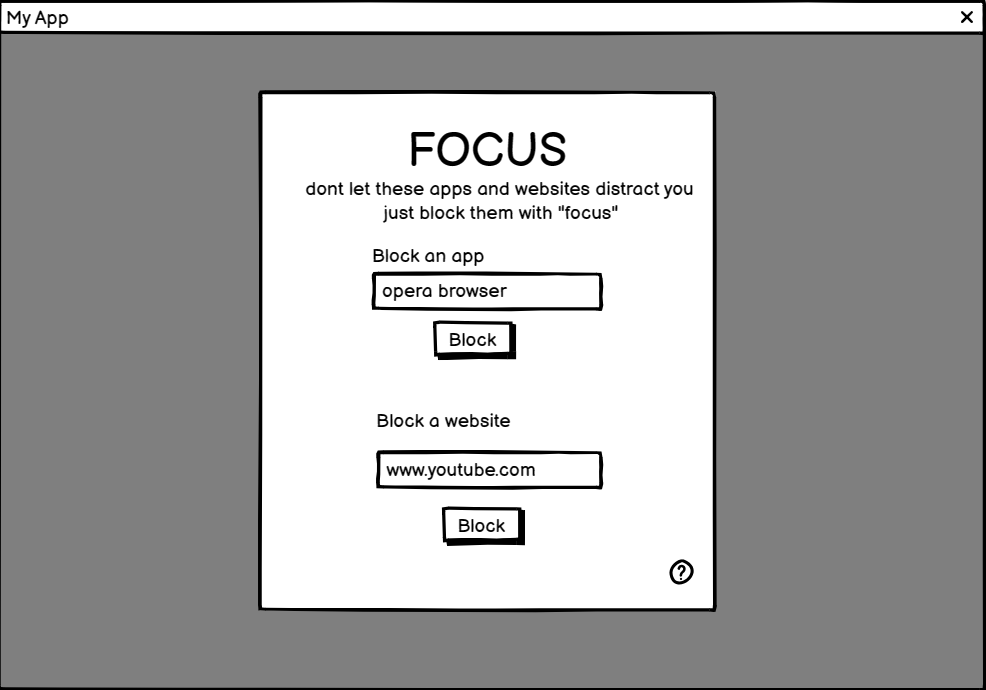 My App
FOCUS
dont let these apps and websites distract you
just block them with "focus"
Block an app
opera browser
Block
Block a website
www.youtube.com
Block
?